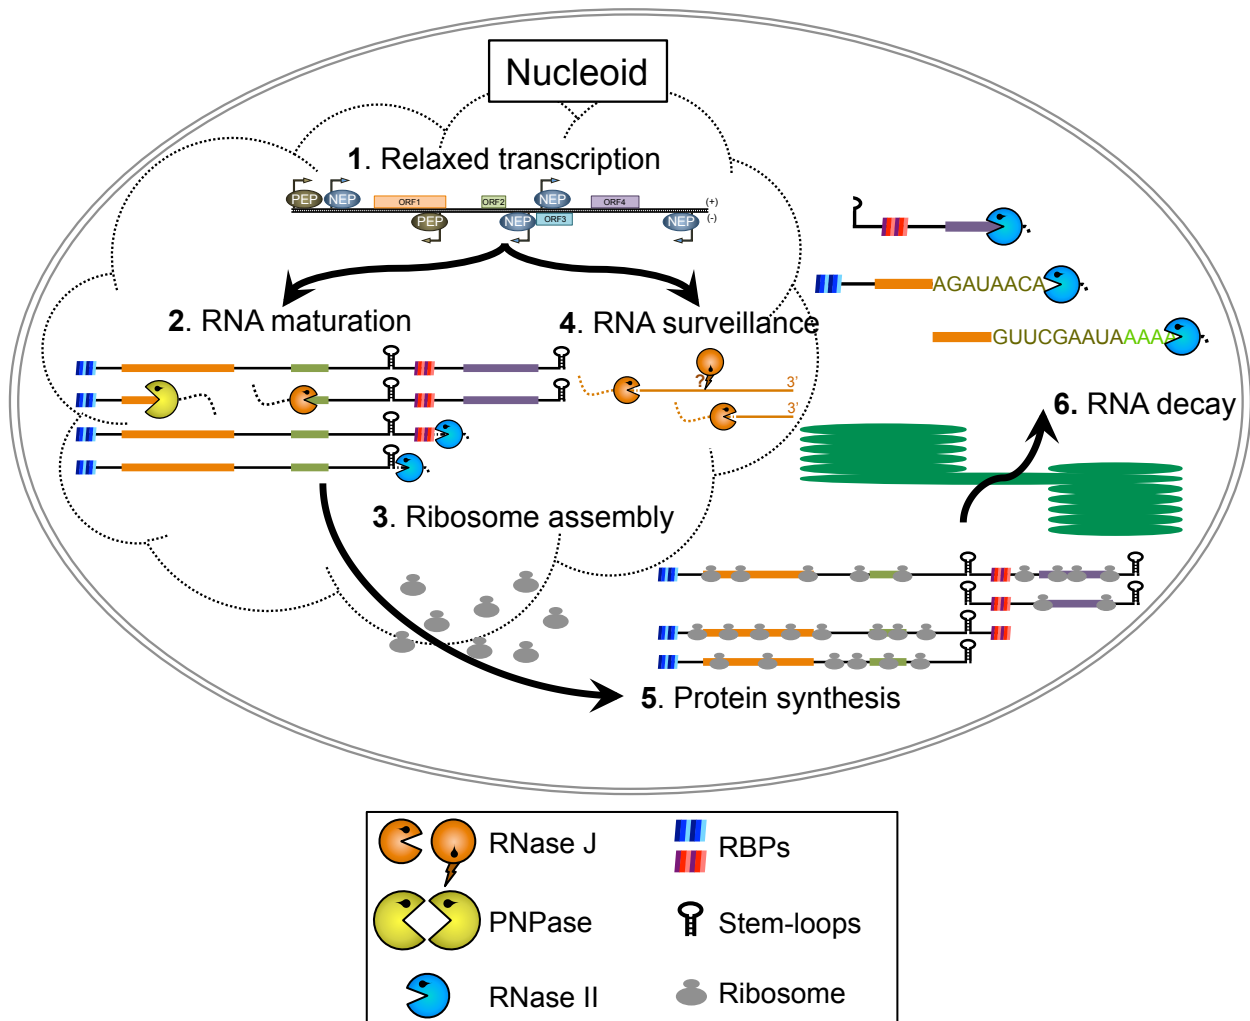 Nucleoid
1. Relaxed transcription
PEP NEP ORF1 ORF2 NEP ORF4 (+)
PEP NEP ORF3 NEP (-)
2. RNA maturation
4. RNA surveillance
? 3'
3'
AGAUAACA
GUUCGAAUAAAAA
6. RNA decay
3. Ribosome assembly
5. Protein synthesis
RNase J
RBPs
PNPase
Stem-loops
RNase II
Ribosome